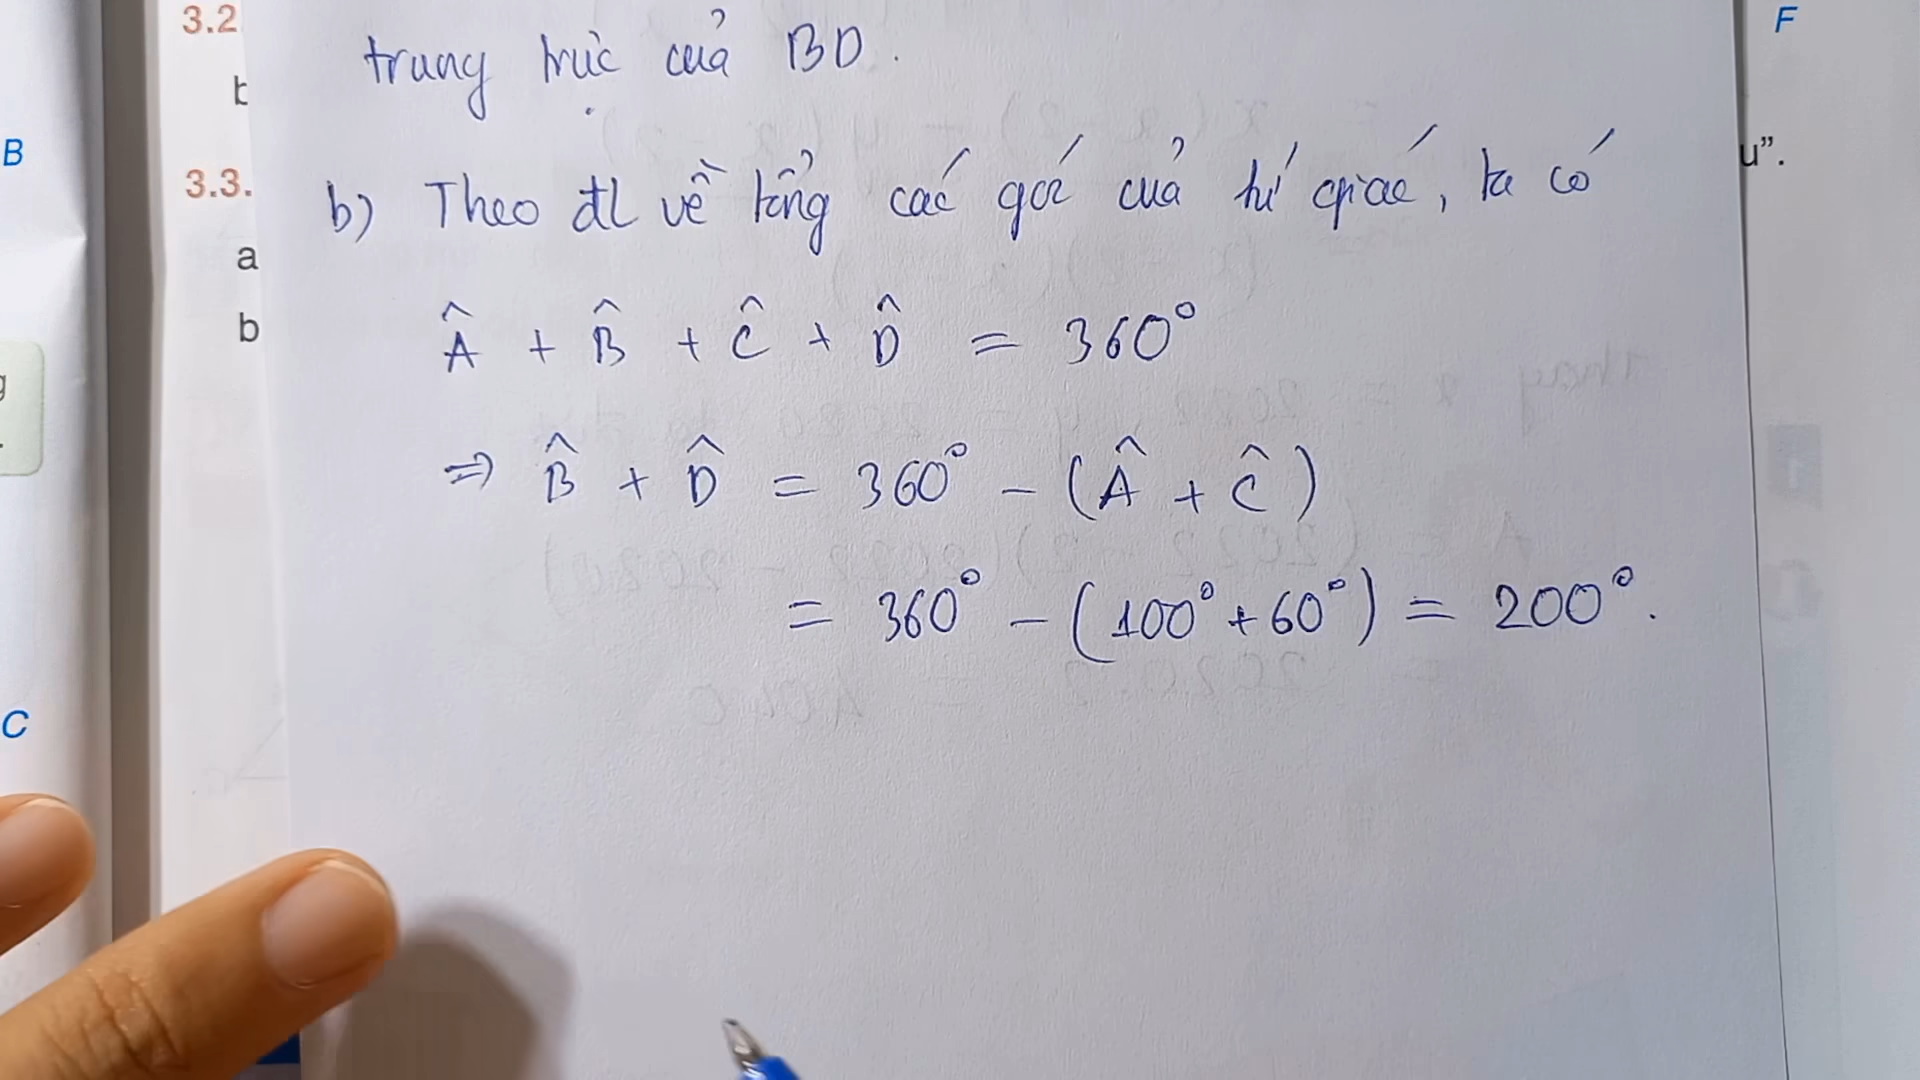 3.2
trung trực của BD.
b
B
u”.
F
3.3.
b) Theo đl về tổng các góc của tứ giác, ta có
a
Â + B̂ + Ĉ + D̂ = 360°
b
⇒ B̂ + D̂ = 360° - (Â + Ĉ)
= 360° - (100° + 60°) = 200°.
C